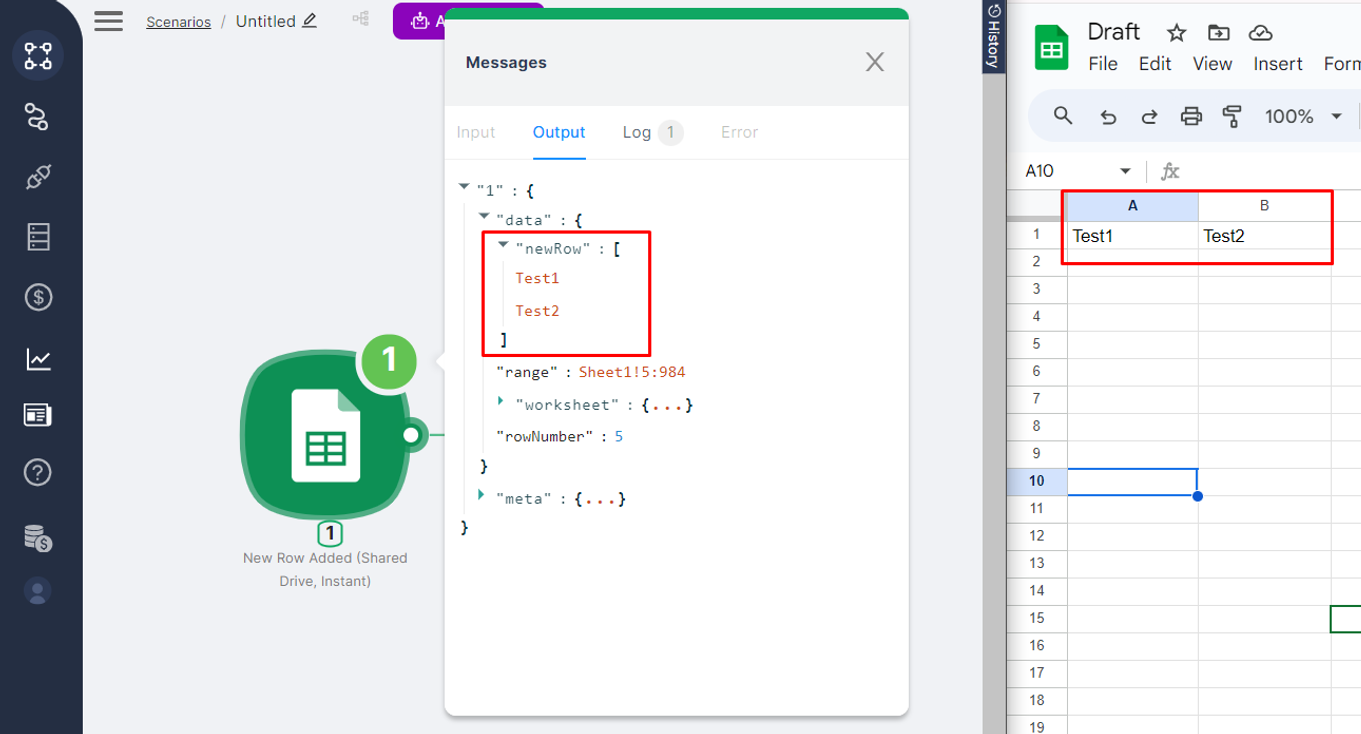 Scenarios / Untitled
A
Messages
X
Input Output Log 1 Error
"1" : {
"data" : {
"newRow" : [
Test1
Test2
]
"range" : Sheet1!5:984
"worksheet" : {...}
"rowNumber" : 5
}
"meta" : {...}
}
1
1
New Row Added (Shared
Drive, Instant)
History
Draft
File Edit View Insert Form
100%
A10 fx
A B
1 Test1 Test2
2
3
4
5
6
7
8
9
10
11
12
13
14
15
16
17
18
19